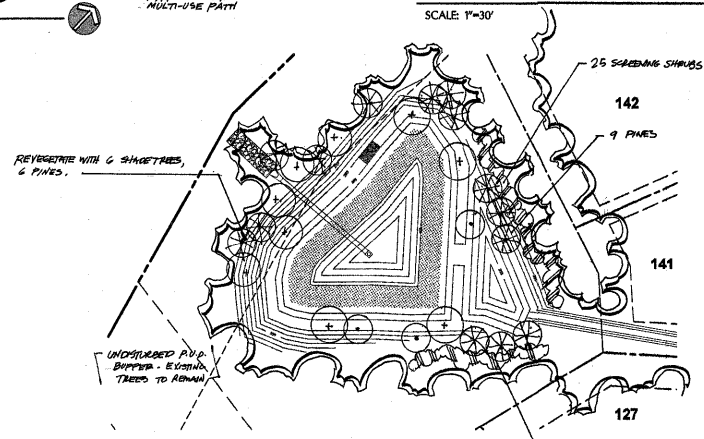 MULTI-USE PATH
SCALE: 1"=30'
25 SCREENING SHRUBS
142
9 PINES
REVEGETATE WITH 6 SHADETREES,
6 PINES.
141
UNDISTURBED P.U.D.
BUFFER - EXISTING
TREES TO REMAIN
127